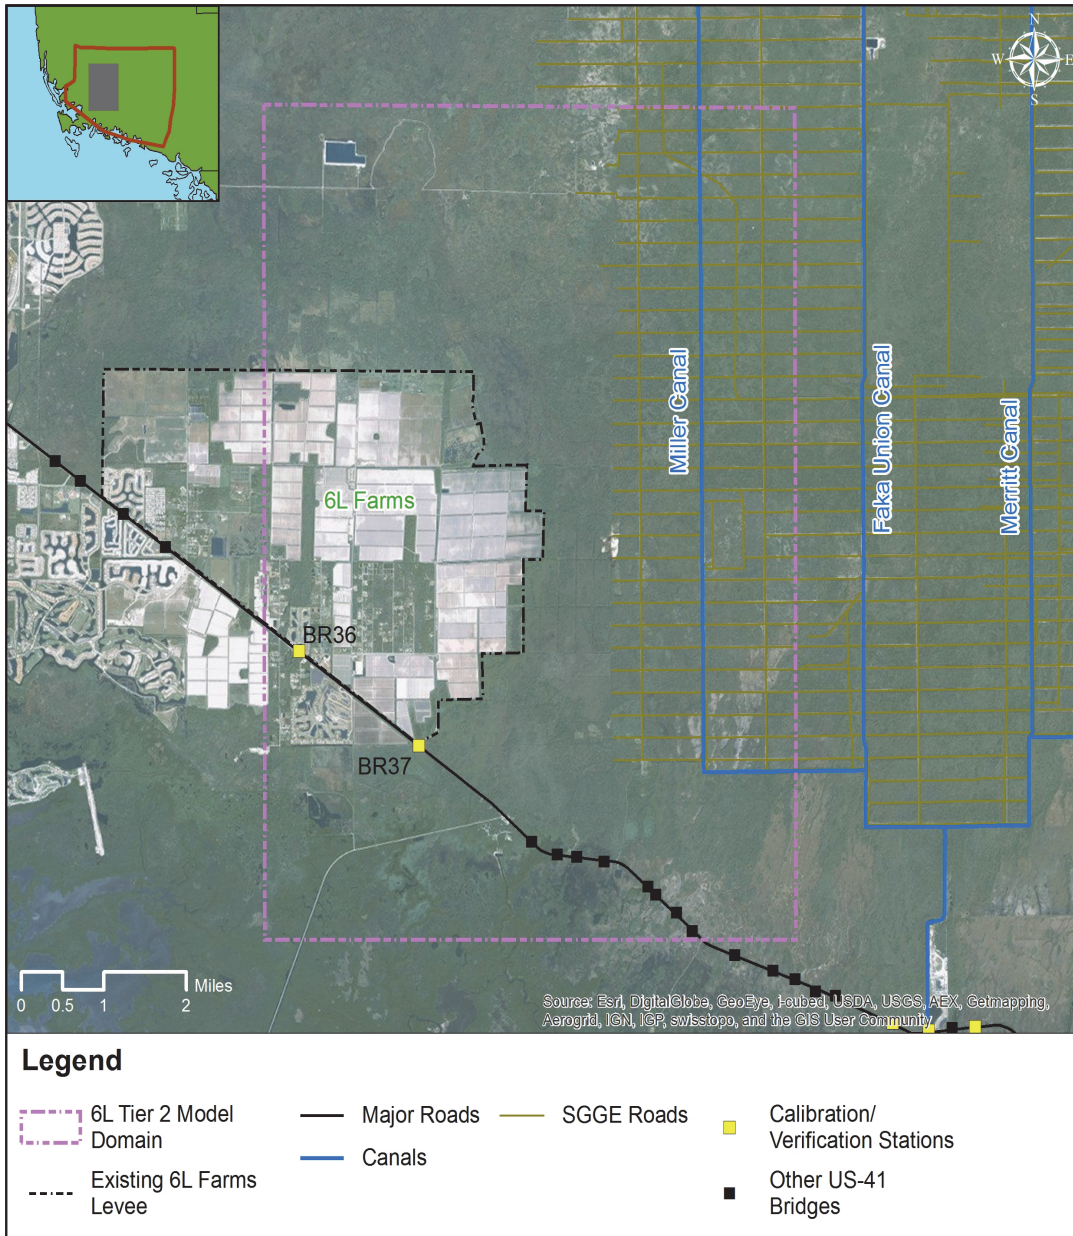 N
W E
S
Miller Canal
Faka Union Canal
Merritt Canal
6L Farms
BR36
BR37
Miles
0 0.5 1 2
Source: Esri, DigitalGlobe, GeoEye, i-cubed, USDA, USGS, AEX, Getmapping,
Aerogrid, IGN, IGP, swisstopo, and the GIS User Community
Legend
6L Tier 2 Model
Domain
Existing 6L Farms
Levee
Major Roads
Canals
SGGE Roads
Calibration/
Verification Stations
Other US-41
Bridges